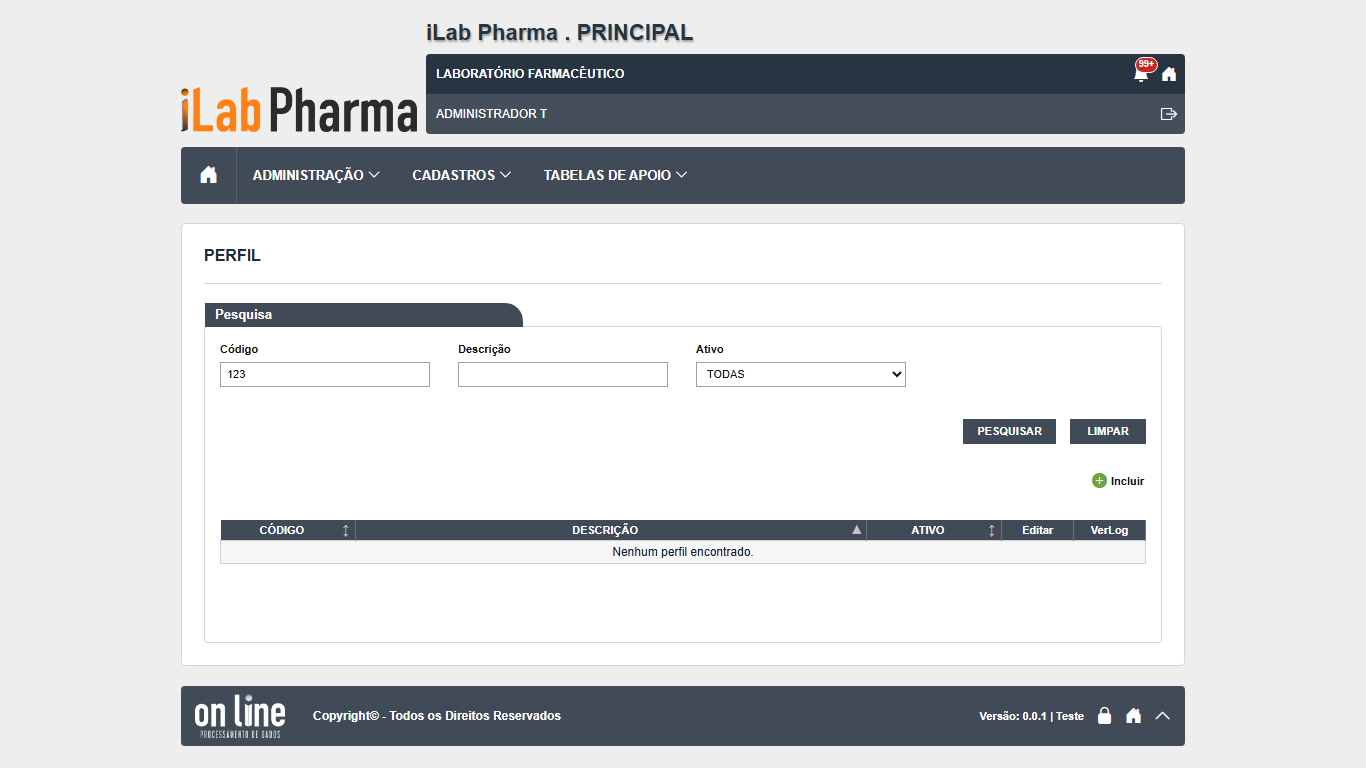 iLab Pharma . PRINCIPAL
LABORATÓRIO FARMACÊUTICO
99+
iLab Pharma
ADMINISTRADOR T
ADMINISTRAÇÃO CADASTROS TABELAS DE APOIO
PERFIL
Pesquisa
Código Descrição Ativo
123 TODAS
PESQUISAR LIMPAR
Incluir
CÓDIGO DESCRIÇÃO ATIVO Editar VerLog
Nenhum perfil encontrado.
on line
PROCESSAMENTO DE DADOS
Copyright© - Todos os Direitos Reservados
Versão: 0.0.1 | Teste